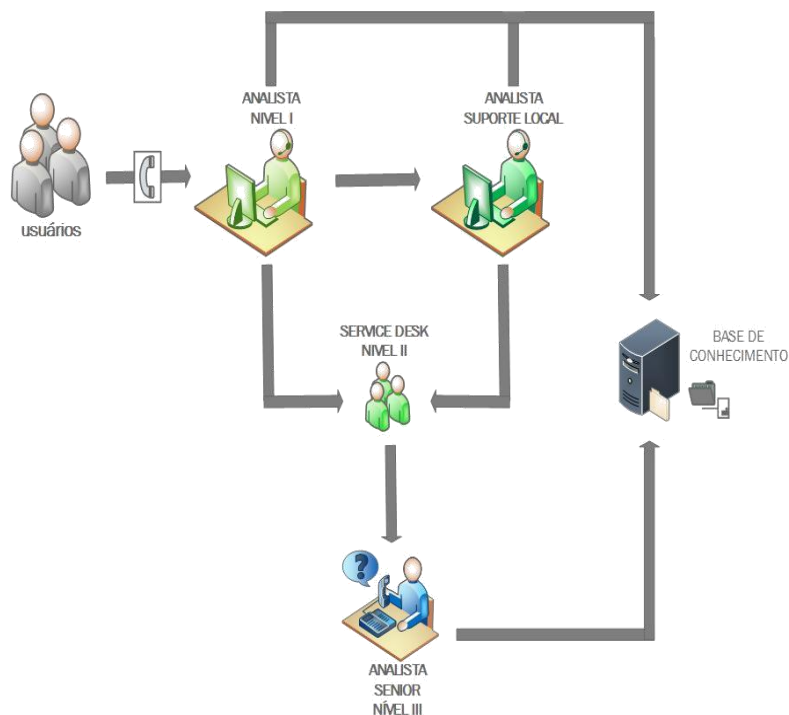 ANALISTA
NIVEL I
ANALISTA
SUPORTE LOCAL
usuários
SERVICE DESK
NIVEL II
BASE DE
CONHECIMENTO
?
ANALISTA
SENIOR
NÍVEL III